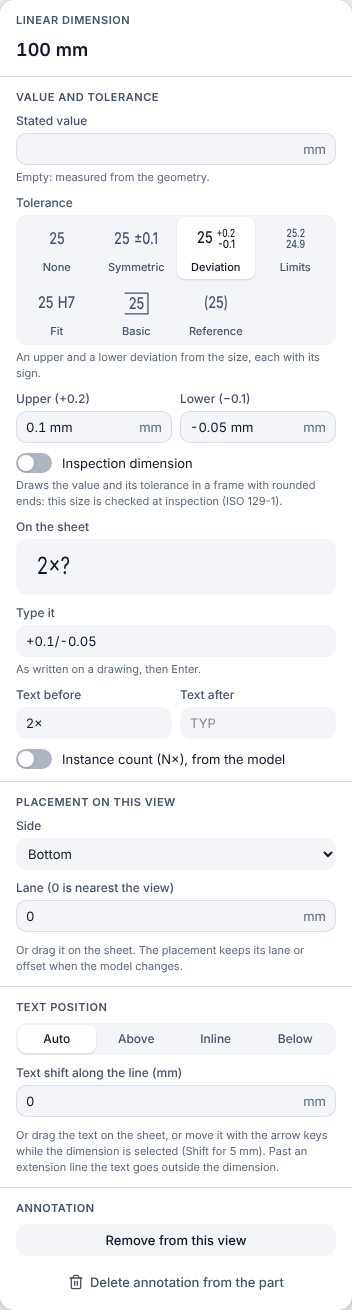 LINEAR DIMENSION
100 mm
VALUE AND TOLERANCE
Stated value
mm
Empty: measured from the geometry.
Tolerance
25 25 ±0.1 25 +0.2 -0.1 25.2 24.9
None Symmetric Deviation Limits
25 H7 25 (25)
Fit Basic Reference
An upper and a lower deviation from the size, each with its
sign.
Upper (+0.2) Lower (−0.1)
0.1 mm mm -0.05 mm mm
Inspection dimension
Draws the value and its tolerance in a frame with rounded
ends: this size is checked at inspection (ISO 129-1).
On the sheet
2×?
Type it
+0.1/-0.05
As written on a drawing, then Enter.
Text before Text after
2× TYP
Instance count (N×), from the model
PLACEMENT ON THIS VIEW
Side
Bottom
Lane (0 is nearest the view)
0 mm
Or drag it on the sheet. The placement keeps its lane or
offset when the model changes.
TEXT POSITION
Auto Above Inline Below
Text shift along the line (mm)
0 mm
Or drag the text on the sheet, or move it with the arrow keys
while the dimension is selected (Shift for 5 mm). Past an
extension line the text goes outside the dimension.
ANNOTATION
Remove from this view
Delete annotation from the part